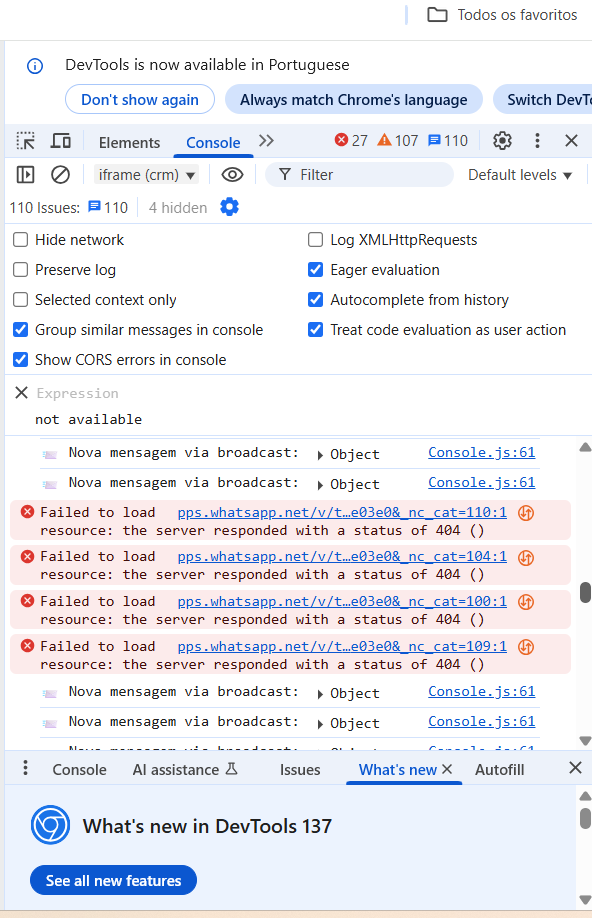 Todos os favoritos
DevTools is now available in Portuguese
Don't show again
Always match Chrome's language
Switch DevTo
Elements
Console
27
107
110
iframe (crm)
Filter
Default levels
110 Issues:
110
4 hidden
Hide network
Log XMLHttpRequests
Preserve log
Eager evaluation
Selected context only
Autocomplete from history
Group similar messages in console
Treat code evaluation as user action
Show CORS errors in console
Expression
not available
Nova mensagem via broadcast: Object Console.js:61
Nova mensagem via broadcast: Object Console.js:61
Failed to load pps.whatsapp.net/v/t…e03e0&_nc_cat=110:1
resource: the server responded with a status of 404 ()
Failed to load pps.whatsapp.net/v/t…e03e0&_nc_cat=104:1
resource: the server responded with a status of 404 ()
Failed to load pps.whatsapp.net/v/t…e03e0&_nc_cat=100:1
resource: the server responded with a status of 404 ()
Failed to load pps.whatsapp.net/v/t…e03e0&_nc_cat=109:1
resource: the server responded with a status of 404 ()
Nova mensagem via broadcast: Object Console.js:61
Nova mensagem via broadcast: Object Console.js:61
Console
AI assistance
Issues
What's new
Autofill
What's new in DevTools 137
See all new features